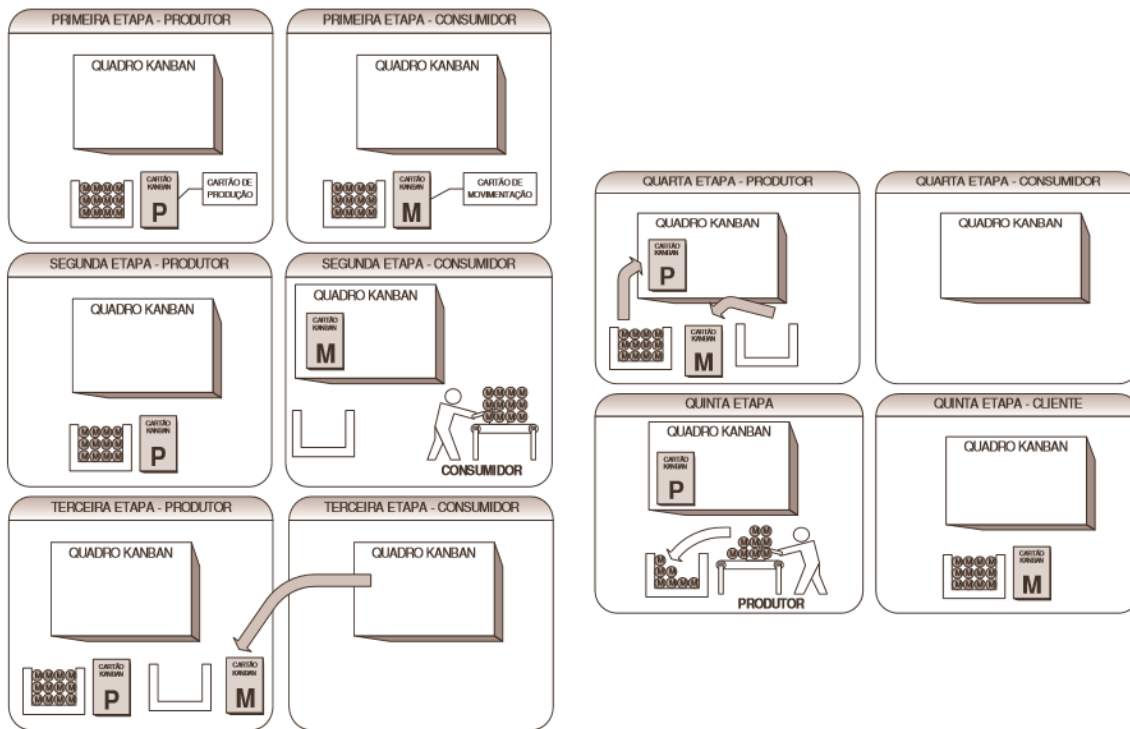 PRIMEIRA ETAPA - PRODUTOR
QUADRO KANBAN
CARTÃO
KANBAN
P
CARTÃO DE
PRODUÇÃO
M M M M
M M M M
M M M M
PRIMEIRA ETAPA - CONSUMIDOR
QUADRO KANBAN
CARTÃO
KANBAN
M
CARTÃO DE
MOVIMENTAÇÃO
M M M M
M M M M
M M M M
SEGUNDA ETAPA - PRODUTOR
QUADRO KANBAN
CARTÃO
KANBAN
P
M M M M
M M M M
M M M M
SEGUNDA ETAPA - CONSUMIDOR
QUADRO KANBAN
CARTÃO
KANBAN
M
M M M M
M M M M
M M M M
CONSUMIDOR
TERCEIRA ETAPA - PRODUTOR
QUADRO KANBAN
M M M M
M M M M
M M M M
CARTÃO
KANBAN
P
CARTÃO
KANBAN
M
TERCEIRA ETAPA - CONSUMIDOR
QUADRO KANBAN
QUARTA ETAPA - PRODUTOR
QUADRO KANBAN
CARTÃO
KANBAN
P
M M M M
M M M M
M M M M
CARTÃO
KANBAN
M
QUARTA ETAPA - CONSUMIDOR
QUADRO KANBAN
QUINTA ETAPA
QUADRO KANBAN
CARTÃO
KANBAN
P
M
M M
M M M M
M M
M M M
M M M M
PRODUTOR
QUINTA ETAPA - CLIENTE
QUADRO KANBAN
M M M M
M M M M
M M M M
CARTÃO
KANBAN
M